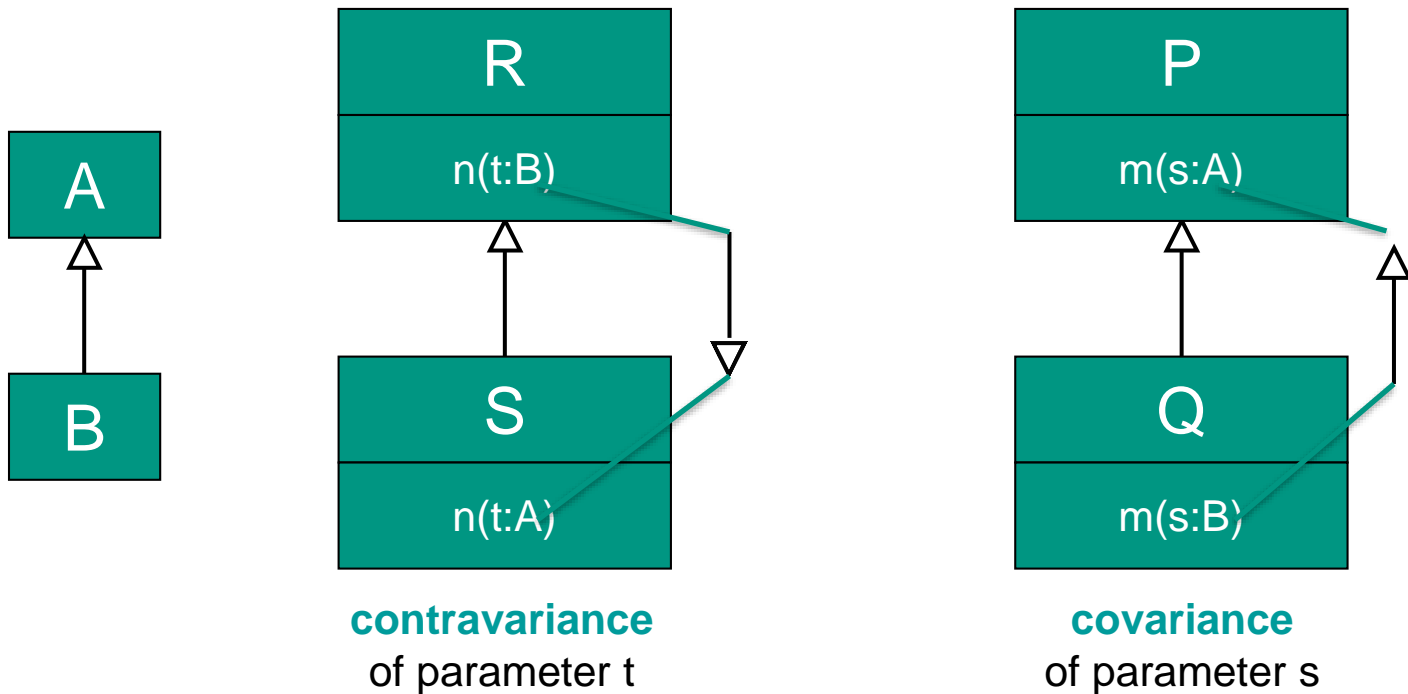 A
B
R
n(t:B)
S
n(t:A)
contravariance
of parameter t
P
m(s:A)
Q
m(s:B)
covariance
of parameter s